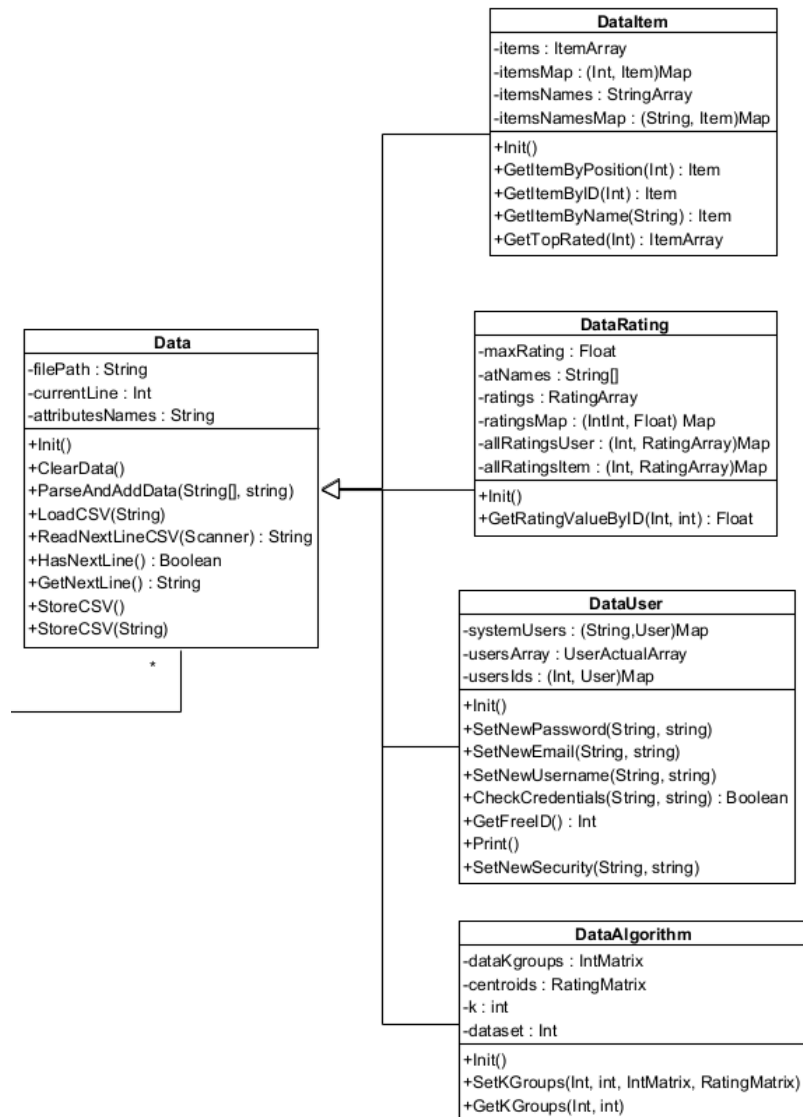 DataItem
-items : ItemArray
-itemsMap : (Int, Item)Map
-itemsNames : StringArray
-itemsNamesMap : (String, Item)Map
+Init()
+GetItemByPosition(Int) : Item
+GetItemByID(Int) : Item
+GetItemByName(String) : Item
+GetTopRated(Int) : ItemArray
Data
-filePath : String
-currentLine : Int
-attributesNames : String
+Init()
+ClearData()
+ParseAndAddData(String[], string)
+LoadCSV(String)
+ReadNextLineCSV(Scanner) : String
+HasNextLine() : Boolean
+GetNextLine() : String
+StoreCSV()
+StoreCSV(String)
*
DataRating
-maxRating : Float
-atNames : String[]
-ratings : RatingArray
-ratingsMap : (IntInt, Float) Map
-allRatingsUser : (Int, RatingArray)Map
-allRatingsItem : (Int, RatingArray)Map
+Init()
+GetRatingValueByID(Int, int) : Float
DataUser
-systemUsers : (String,User)Map
-usersArray : UserActualArray
-usersIds : (Int, User)Map
+Init()
+SetNewPassword(String, string)
+SetNewEmail(String, string)
+SetNewUsername(String, string)
+CheckCredentials(String, string) : Boolean
+GetFreeID() : Int
+Print()
+SetNewSecurity(String, string)
DataAlgorithm
-dataKgroups : IntMatrix
-centroids : RatingMatrix
-k : int
-dataset : Int
+Init()
+SetKGroups(Int, int, IntMatrix, RatingMatrix)
+GetKGroups(Int, int)